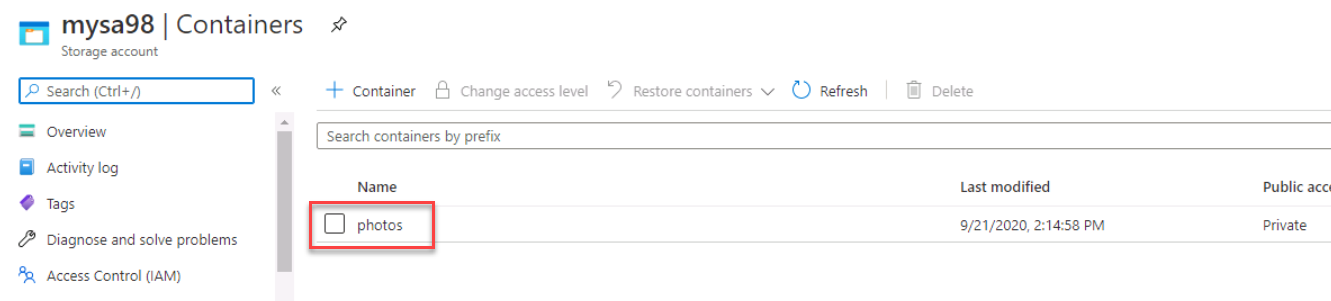 mysa98 | Containers
Storage account
Search (Ctrl+/)
Container Change access level Restore containers Refresh Delete
Overview
Search containers by prefix
Activity log
Name Last modified Public acce
Tags
photos 9/21/2020, 2:14:58 PM Private
Diagnose and solve problems
Access Control (IAM)